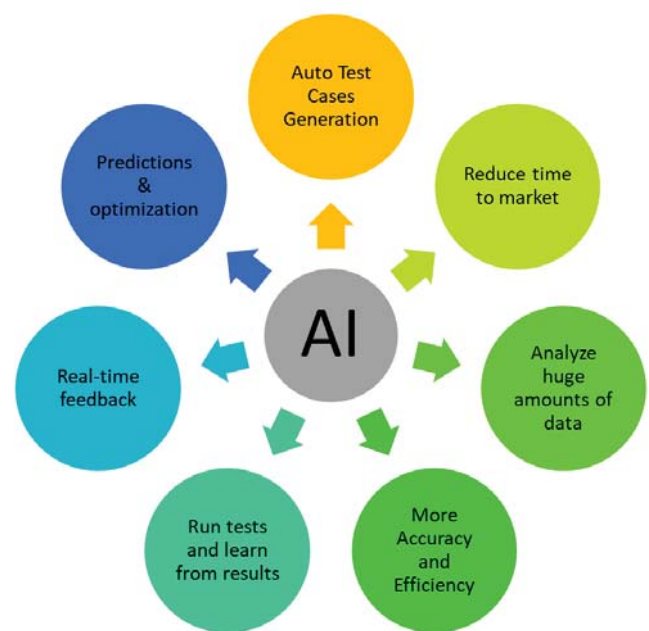 Auto Test
Cases
Generation
Reduce time
to market
Analyze
huge
amounts of
data
More
Accuracy
and
Efficiency
Run tests
and learn
from results
Real-time
feedback
Predictions
&
optimization
AI